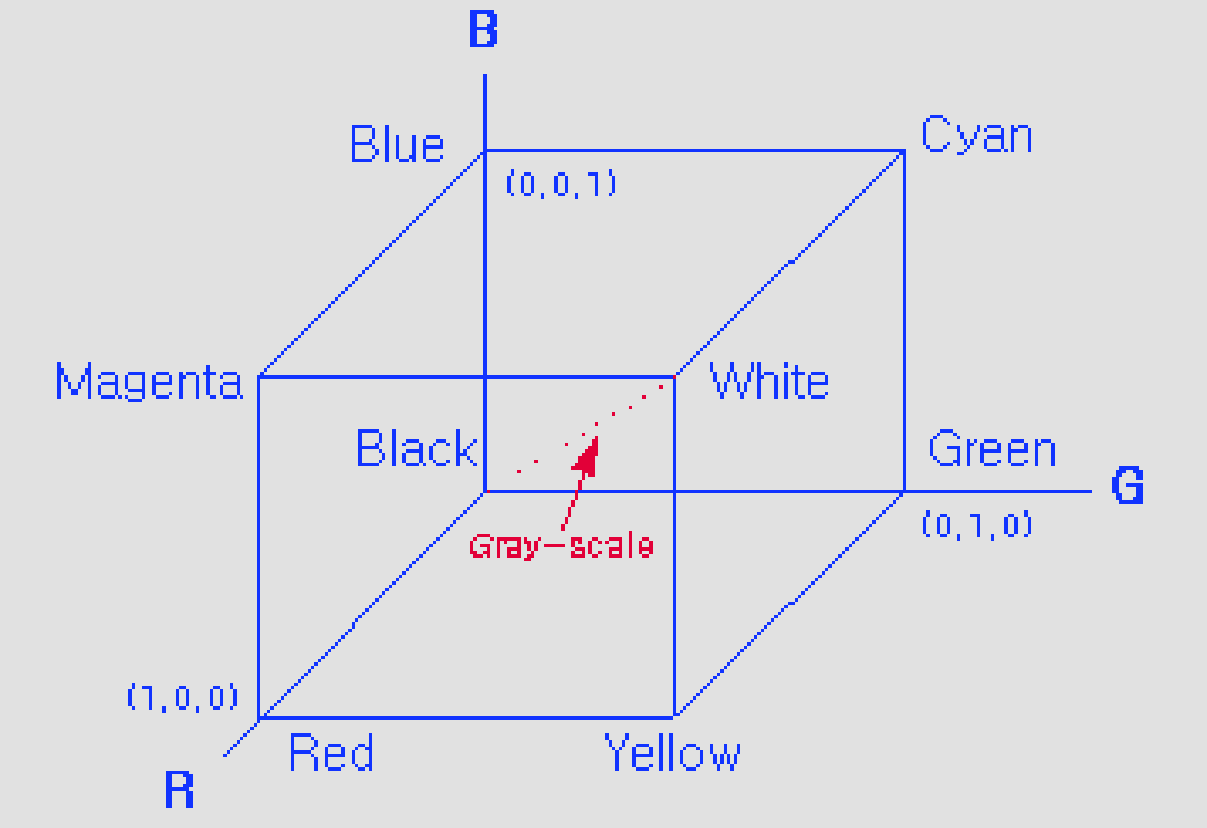 B
Blue
Cyan
(0,0,1)
Magenta
White
Black
Green
G
(0,1,0)
Gray-scale
(1,0,0)
Red
Yellow
R